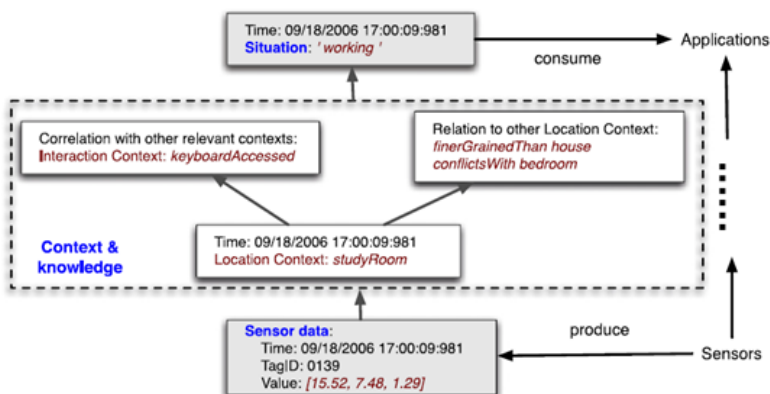 Time: 09/18/2006 17:00:09:981
Situation: ' working '
consume
Applications
Correlation with other relevant contexts:
Interaction Context: keyboardAccessed
Relation to other Location Context:
finerGrainedThan house
conflictsWith bedroom
Context &
knowledge
Time: 09/18/2006 17:00:09:981
Location Context: studyRoom
Sensor data:
Time: 09/18/2006 17:00:09:981
TagID: 0139
Value: [15.52, 7.48, 1.29]
produce
Sensors